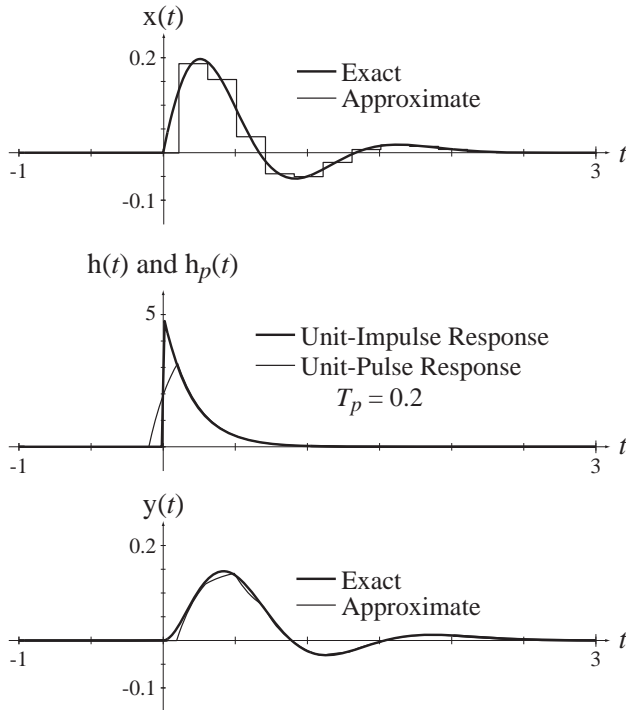 x(t)
0.2
Exact
Approximate
-1
3
t
-0.1
h(t) and hₚ(t)
5
Unit-Impulse Response
Unit-Pulse Response
Tₚ = 0.2
-1
3
t
y(t)
0.2
Exact
Approximate
-1
3
t
-0.1